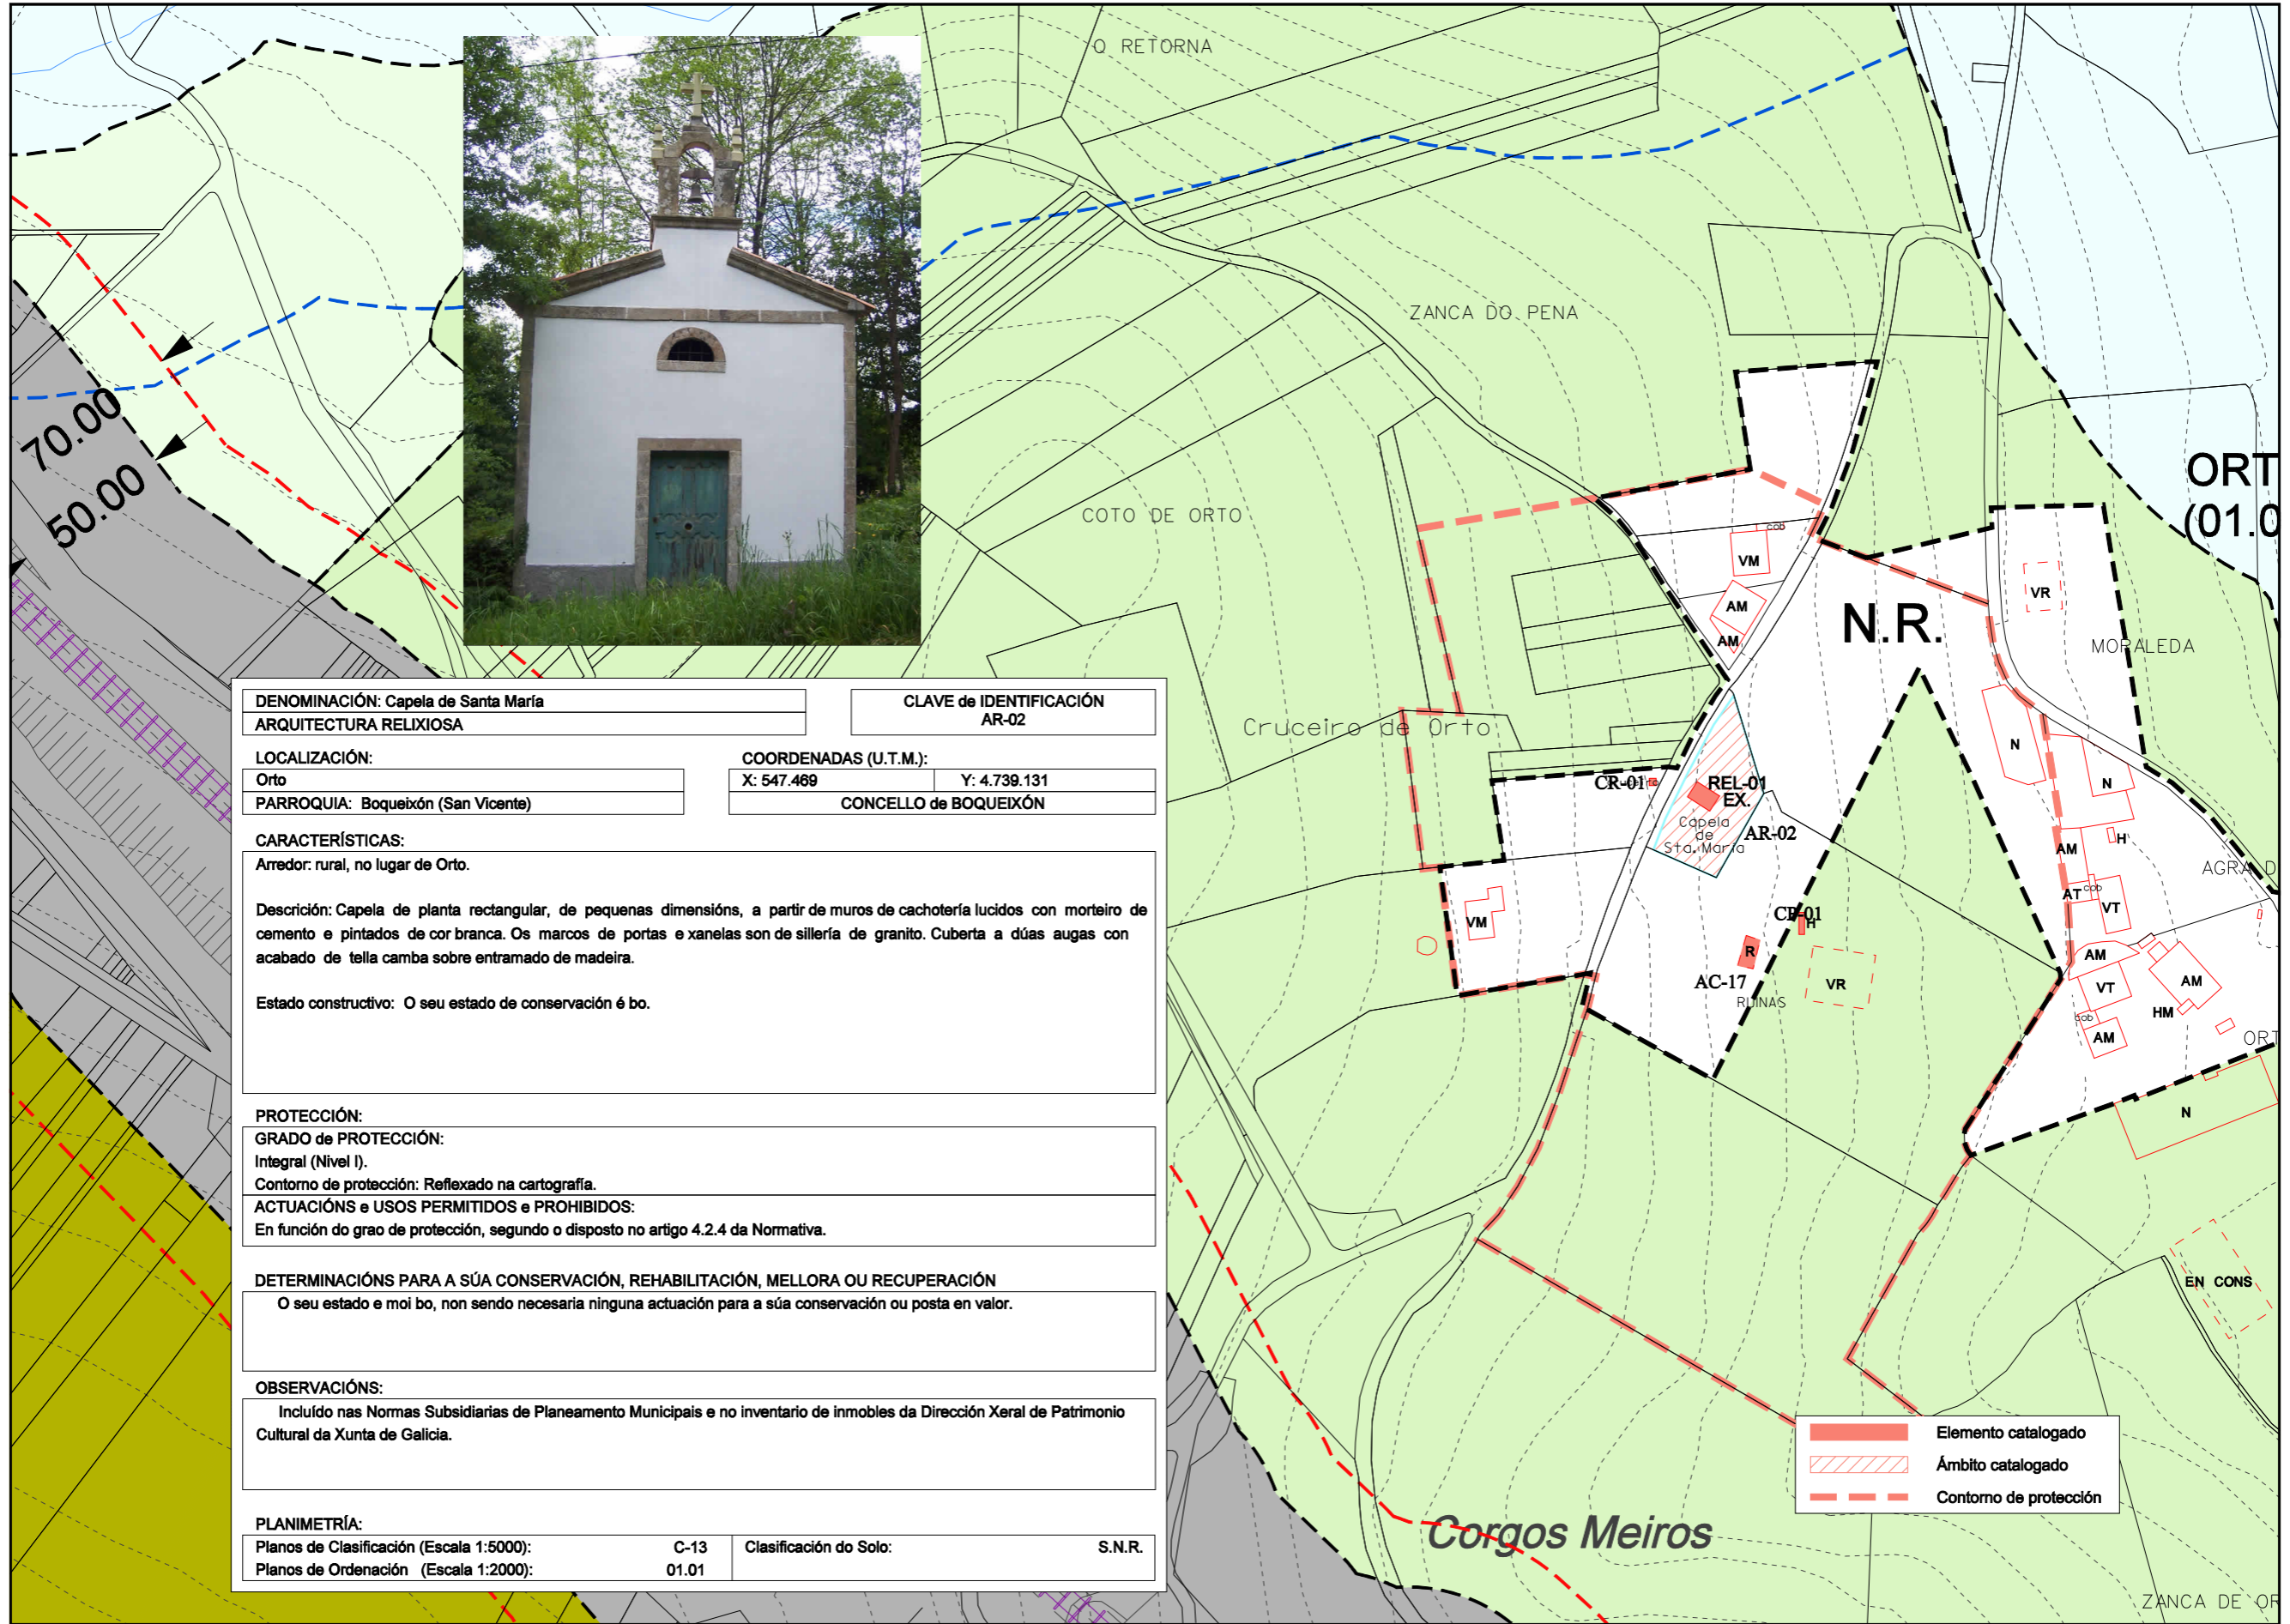 O RETORNA
ZANCA DO PENA
COTO DE ORTO
70.00
50.00
ORT
(01.0
N.R.
MORALEDA
Cruceiro de Orto
cob
VM
AM
AM
VR
N
N
H
AM
AT
cob
VT
AGRA D
AM
VT
AM
HM
cob
AM
ORT
N
CR-01
REL-01
EX.
Capela
de
Sta. María
AR-02
VM
CP-01
H
R
AC-17
RUINAS
VR
EN CONS
Corgos Meiros
ZANCA DE OR
DENOMINACIÓN: Capela de Santa María
ARQUITECTURA RELIXIOSA
CLAVE de IDENTIFICACIÓN
AR-02
LOCALIZACIÓN:
Orto
PARROQUIA: Boqueixón (San Vicente)
COORDENADAS (U.T.M.):
X: 547.469 Y: 4.739.131
CONCELLO de BOQUEIXÓN
CARACTERÍSTICAS:
Arredor: rural, no lugar de Orto.
Descrición: Capela de planta rectangular, de pequenas dimensións, a partir de muros de cachotería lucidos con morteiro de
cemento e pintados de cor branca. Os marcos de portas e xanelas son de sillería de granito. Cuberta a dúas augas con
acabado de tella camba sobre entramado de madeira.
Estado constructivo: O seu estado de conservación é bo.
PROTECCIÓN:
GRADO de PROTECCIÓN:
Integral (Nivel I).
Contorno de protección: Reflexado na cartografía.
ACTUACIÓNS e USOS PERMITIDOS e PROHIBIDOS:
En función do grao de protección, segundo o disposto no artigo 4.2.4 da Normativa.
DETERMINACIÓNS PARA A SÚA CONSERVACIÓN, REHABILITACIÓN, MELLORA OU RECUPERACIÓN
O seu estado e moi bo, non sendo necesaria ninguna actuación para a súa conservación ou posta en valor.
OBSERVACIÓNS:
Incluído nas Normas Subsidiarias de Planeamento Municipais e no inventario de inmobles da Dirección Xeral de Patrimonio
Cultural da Xunta de Galicia.
PLANIMETRÍA:
Planos de Clasificación (Escala 1:5000): C-13 Clasificación do Solo: S.N.R.
Planos de Ordenación (Escala 1:2000): 01.01
Elemento catalogado
Ámbito catalogado
Contorno de protección